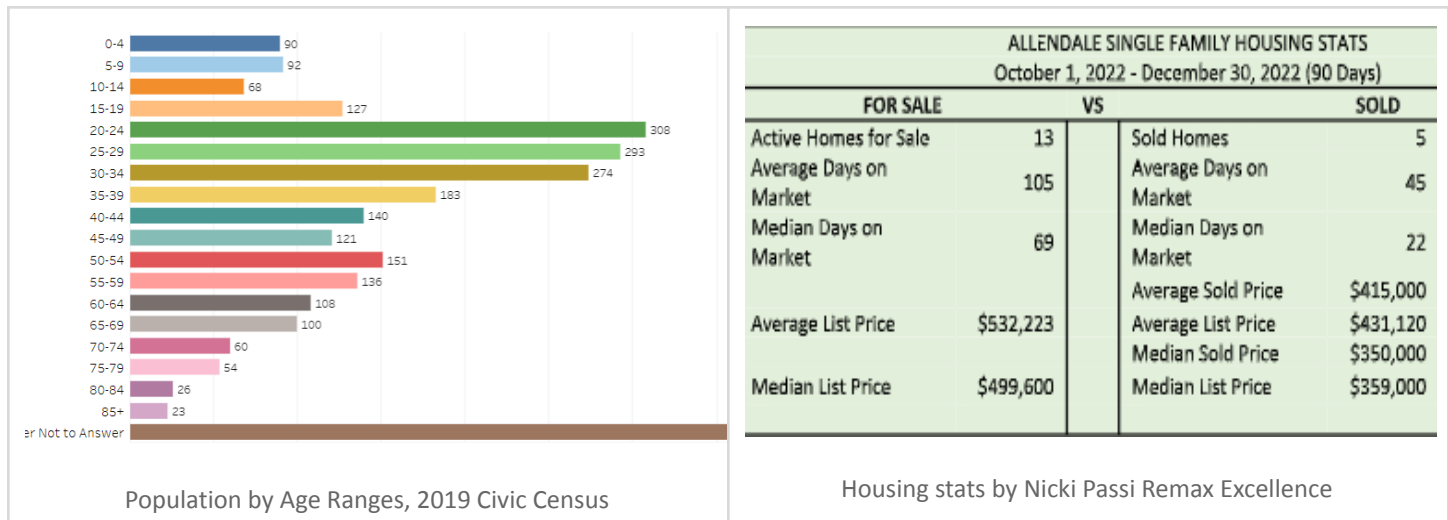 0-4 90
5-9 92
10-14 68
15-19 127
20-24 308
25-29 293
30-34 274
35-39 183
40-44 140
45-49 121
50-54 151
55-59 136
60-64 108
65-69 100
70-74 60
75-79 54
80-84 26
85+ 23
er Not to Answer
Population by Age Ranges, 2019 Civic Census
ALLENDALE SINGLE FAMILY HOUSING STATS
October 1, 2022 - December 30, 2022 (90 Days)
FOR SALE VS SOLD
Active Homes for Sale 13 Sold Homes 5
Average Days on Market 105 Average Days on Market 45
Median Days on Market 69 Median Days on Market 22
Average Sold Price $415,000
Average List Price $532,223 Average List Price $431,120
Median Sold Price $350,000
Median List Price $499,600 Median List Price $359,000
Housing stats by Nicki Passi Remax Excellence